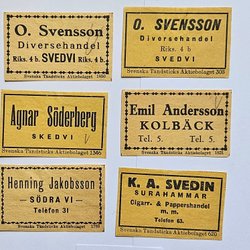 O. Svensson
Diversehandel
Riks. 4 b. SVEDVI Riks. 4 b.
Svenska Tändsticks Aktiebolaget
O. SVENSSON
Diversehandel
Riks. 4 b
SVEDVI
Svenska Tändsticks Aktiebolaget 308
Agnar Söderberg
SKEDVI
Svenska Tändsticks Aktiebolaget 1346
Emil Andersson
KOLBÄCK
Tel. 5. Tel. 5.
Svenska Tändsticks Aktiebolaget
Henning Jakobsson
SÖDRA VI
Telefon 31
Svenska Tändsticks Aktiebolaget
K. A. SVEDIN
SURAHAMMAR
Cigarr- & Pappershandel
m. m.
Telefon 63.
Svenska Tändsticks Aktiebolaget